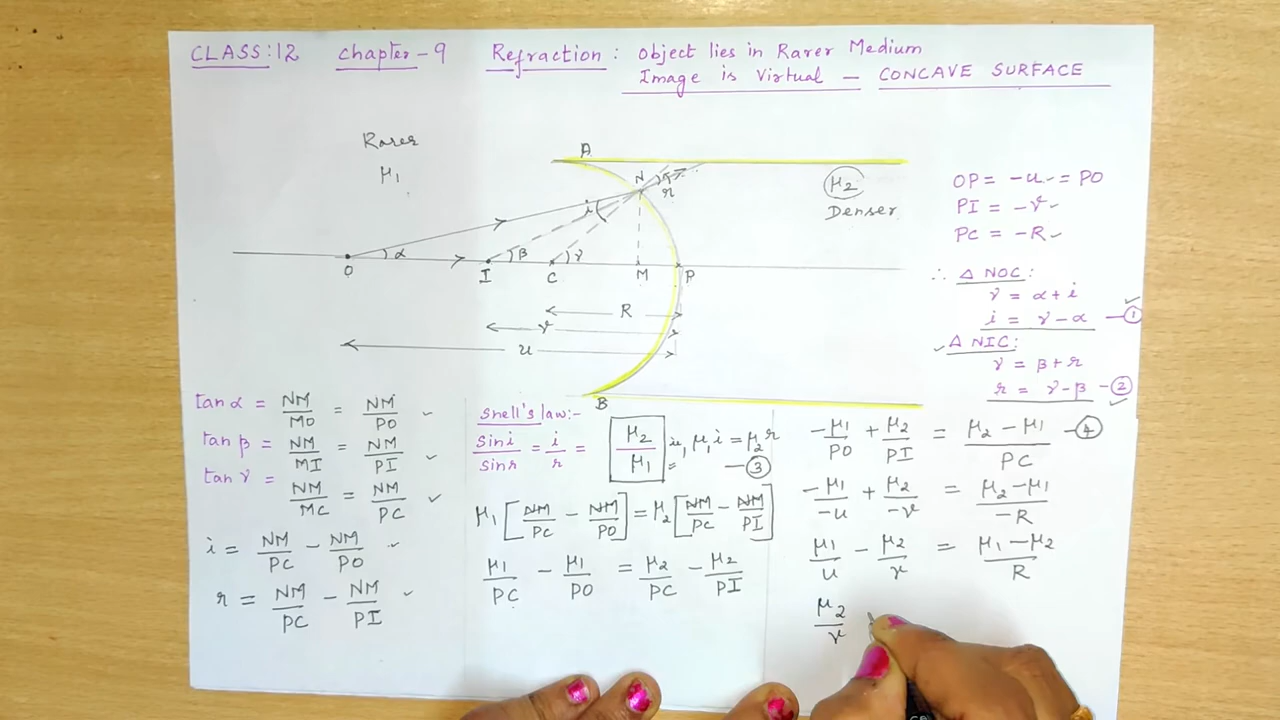 CLASS:12 Chapter-9 Refraction: Object lies in Rarer Medium
Image is Virtual - CONCAVE SURFACE
Rarer
μ1
A
N
i
r
μ2
Denser
α
β
γ
O
I
C
M
P
R
v
u
B
OP = -u = PO
PI = -v
PC = -R
∴ Δ NOC:
γ = α+i
i = γ-α -①
Δ NIC:
γ = β+r
r = γ-β -②
tan α = NM/MO = NM/PO
tan β = NM/MI = NM/PI
tan γ = NM/MC = NM/PC
i = NM/PC - NM/PO
r = NM/PC - NM/PI
Snell's law:-
sin i/sin r = i/r = μ2/μ1 ie, μ1 i = μ2 r -③
μ1 [NM/PC - NM/PO] = μ2 [NM/PC - NM/PI]
μ1/PC - μ1/PO = μ2/PC - μ2/PI
-μ1/PO + μ2/PI = μ2-μ1/PC -④
-μ1/-u + μ2/-v = μ2-μ1/-R
μ1/u - μ2/v = μ1-μ2/R
μ2/v